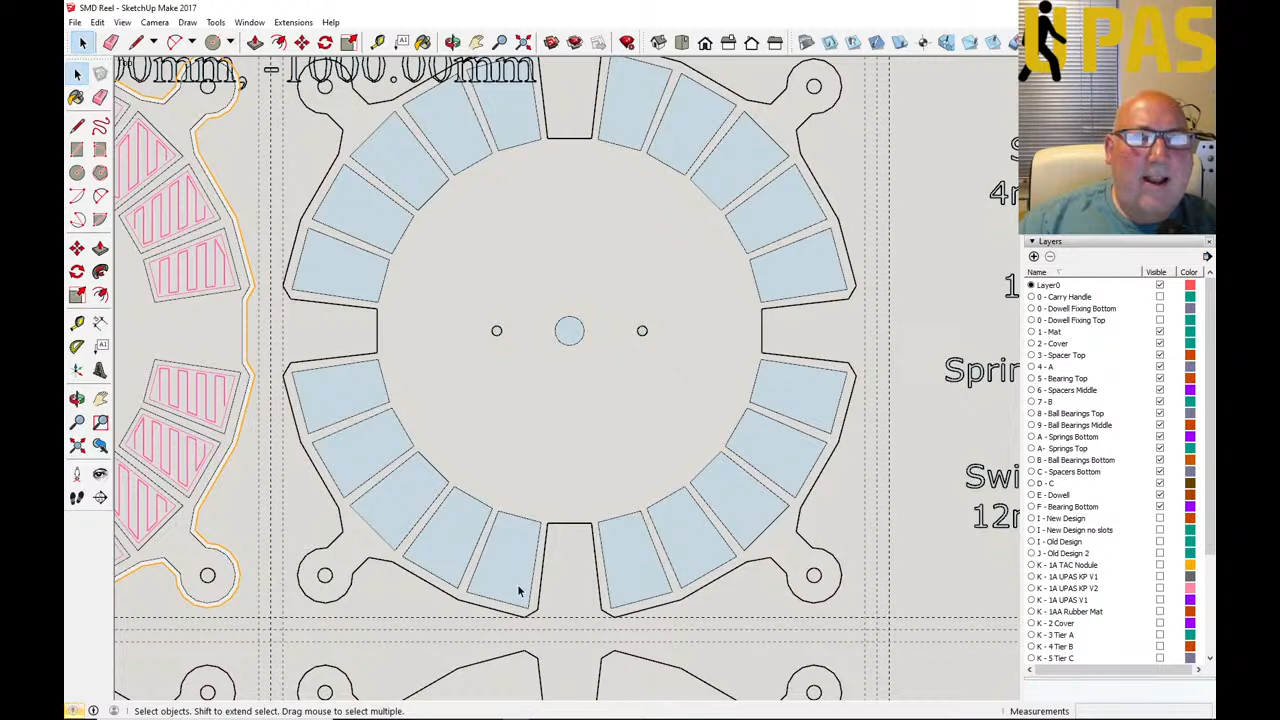 SMD Reel - SketchUp Make 2017
File Edit View Camera Draw Tools Window Extensions Help
UPAS
00mm, - 1000.00mm
4m
1
Sprin
Swi
12m
Layers
Name Visible Color
Layer0
0 - Carry Handle
0 - Dowell Fixing Bottom
0 - Dowell Fixing Top
1 - Mat
2 - Cover
3 - Spacer Top
4 - A
5 - Bearing Top
6 - Spacers Middle
7 - B
8 - Ball Bearings Top
9 - Ball Bearings Middle
A - Springs Bottom
A- Springs Top
B - Ball Bearings Bottom
C - Spacers Bottom
D - C
E - Dowell
F - Bearing Bottom
I - New Design
I - New Design no slots
I - Old Design
J - Old Design 2
K - 1A TAC Nodule
K - 1A UPAS KP V1
K - 1A UPAS KP V2
K - 1A UPAS V1
K - 1AA Rubber Mat
K - 2 Cover
K - 3 Tier A
K - 4 Tier B
K - 5 Tier C
Select objects. Shift to extend select. Drag mouse to select multiple.
Measurements